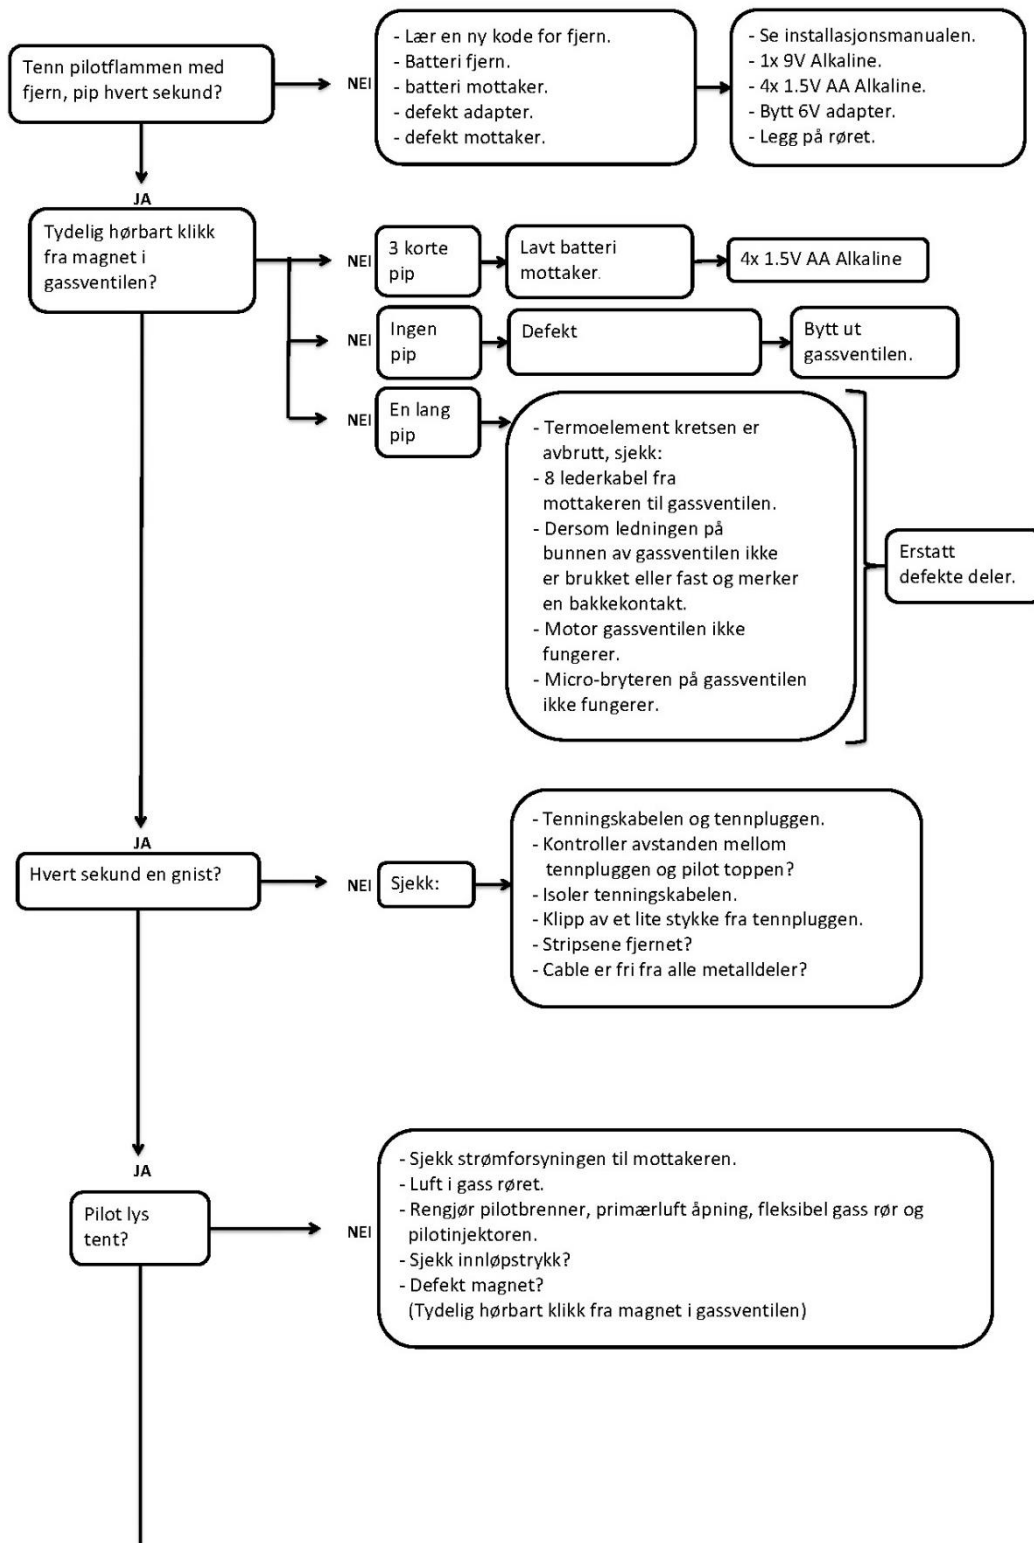 Tenn pilotflammen med
fjern, pip hvert sekund?
NEI
- Lær en ny kode for fjern.
- Batteri fjern.
- batteri mottaker.
- defekt adapter.
- defekt mottaker.
- Se installasjonsmanualen.
- 1x 9V Alkaline.
- 4x 1.5V AA Alkaline.
- Bytt 6V adapter.
- Legg på røret.
JA
Tydelig hørbart klikk
fra magnet i
gassventilen?
NEI
3 korte
pip
Lavt batteri
mottaker.
4x 1.5V AA Alkaline
NEI
Ingen
pip
Defekt
Bytt ut
gassventilen.
NEI
En lang
pip
- Termoelement kretsen er
avbrutt, sjekk:
- 8 lederkabel fra
mottakeren til gassventilen.
- Dersom ledningen på
bunnen av gassventilen ikke
er brukket eller fast og merker
en bakkekontakt.
- Motor gassventilen ikke
fungerer.
- Micro-bryteren på gassventilen
ikke fungerer.
Erstatt
defekte deler.
JA
Hvert sekund en gnist?
NEI
Sjekk:
- Tenningskabelen og tennpluggen.
- Kontroller avstanden mellom
tennpluggen og pilot toppen?
- Isoler tenningskabelen.
- Klipp av et lite stykke fra tennpluggen.
- Stripsene fjernet?
- Cable er fri fra alle metalldeler?
JA
Pilot lys
tent?
NEI
- Sjekk strømforsyningen til mottakeren.
- Luft i gass røret.
- Rengjør pilotbrenner, primærluft åpning, fleksibel gass rør og
pilotinjektoren.
- Sjekk innløpstrykk?
- Defekt magnet?
(Tydelig hørbart klikk fra magnet i gassventilen)